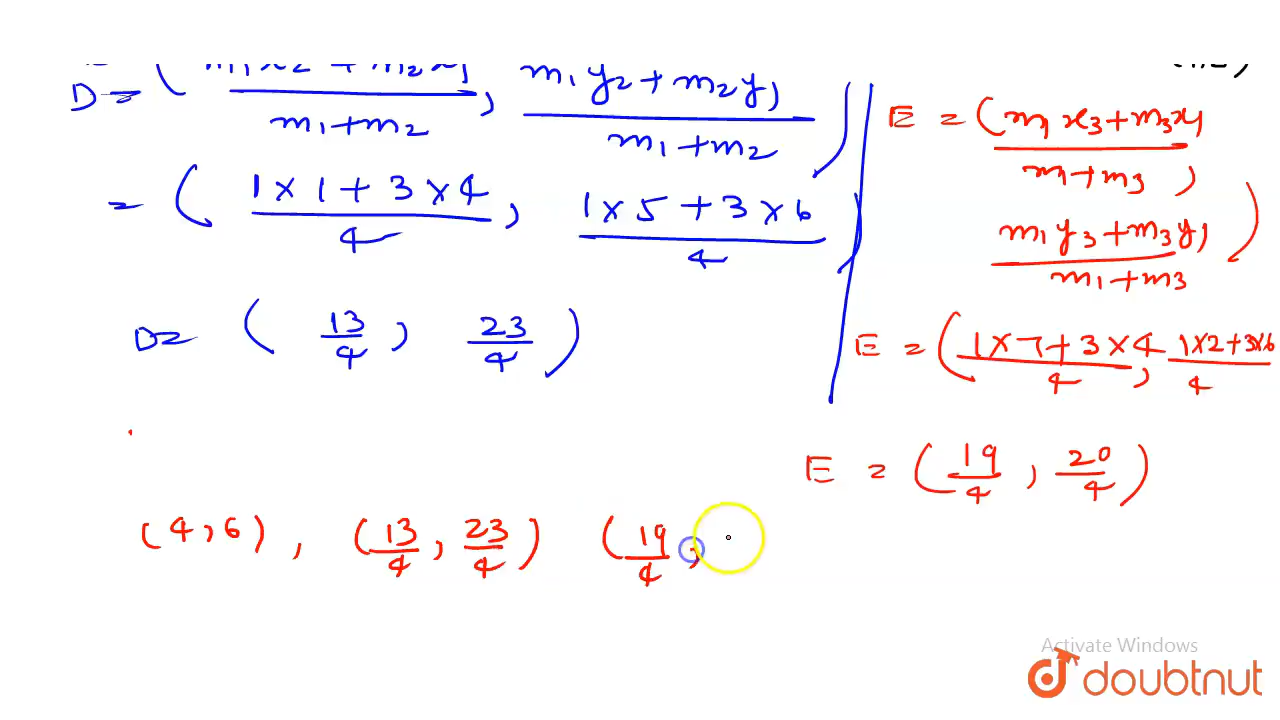 D = ( m1x2 + m2x1 / m1+m2 , m1y2 + m2y1 / m1+m2 )
= ( 1×1+3×4 / 4 , 1×5+3×6 / 4 )
D= ( 13/4 , 23/4 )
E = ( m1x3+m3x1 / m1+m3 ,
m1y3+m3y1 / m1+m3 )
E = ( 1×7+3×4 / 4 , 1×2+3×6 / 4
E = ( 19/4 , 20/4 )
(4,6) , ( 13/4 , 23/4 ) ( 19/4 ,
Activate Windows
doubtnut